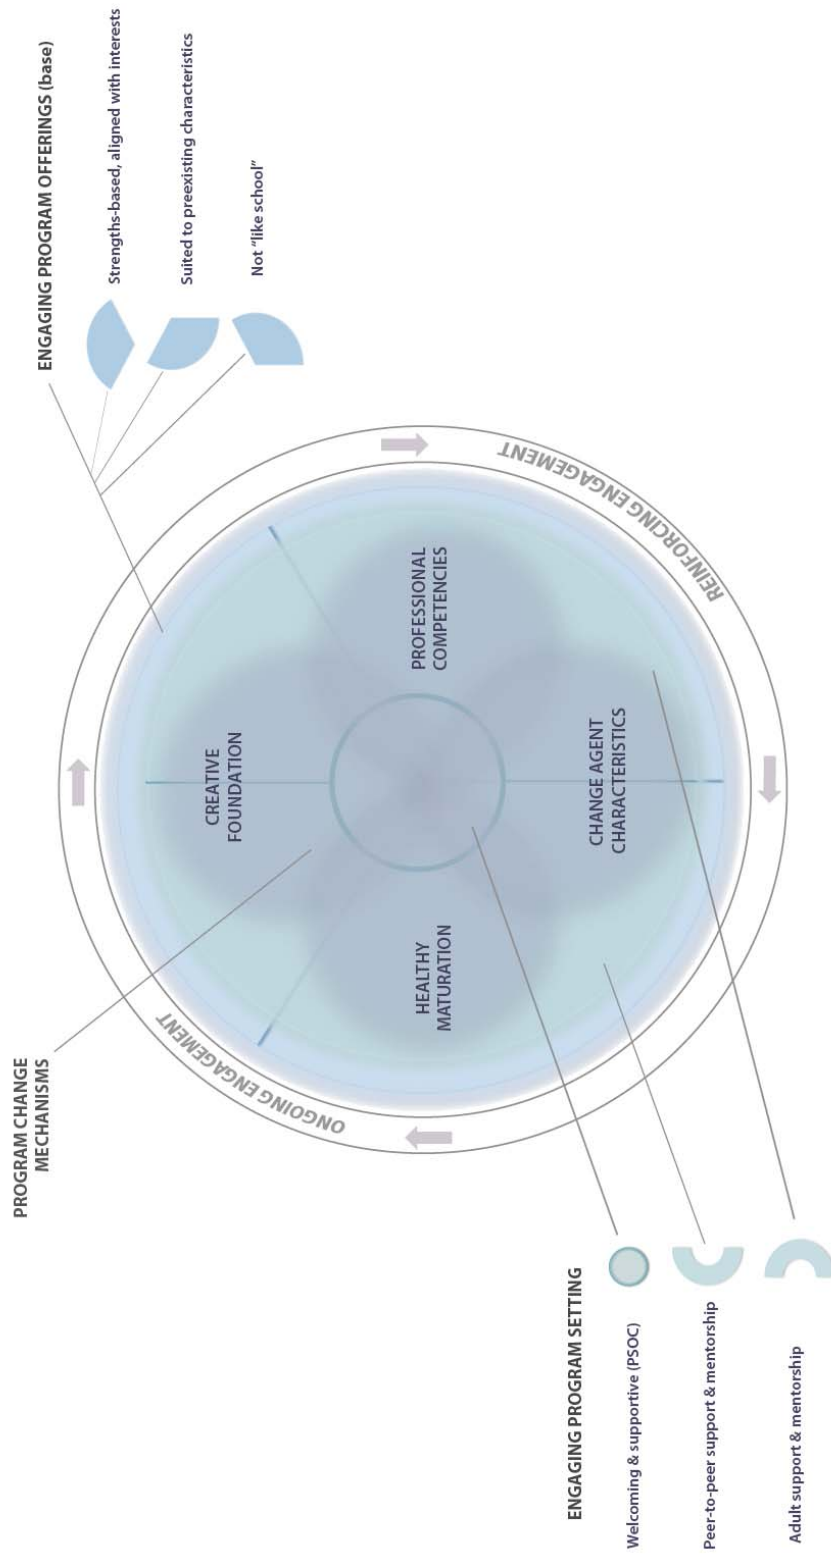 ENGAGING PROGRAM OFFERINGS (base)
Strengths-based, aligned with interests
Suited to preexisting characteristics
Not “like school”
PROGRAM CHANGE
MECHANISMS
ONGOING ENGAGEMENT
REINFORCING ENGAGEMENT
CREATIVE
FOUNDATION
HEALTHY
MATURATION
PROFESSIONAL
COMPETENCIES
CHANGE AGENT
CHARACTERISTICS
ENGAGING PROGRAM SETTING
Welcoming & supportive (PSOC)
Peer-to-peer support & mentorship
Adult support & mentorship